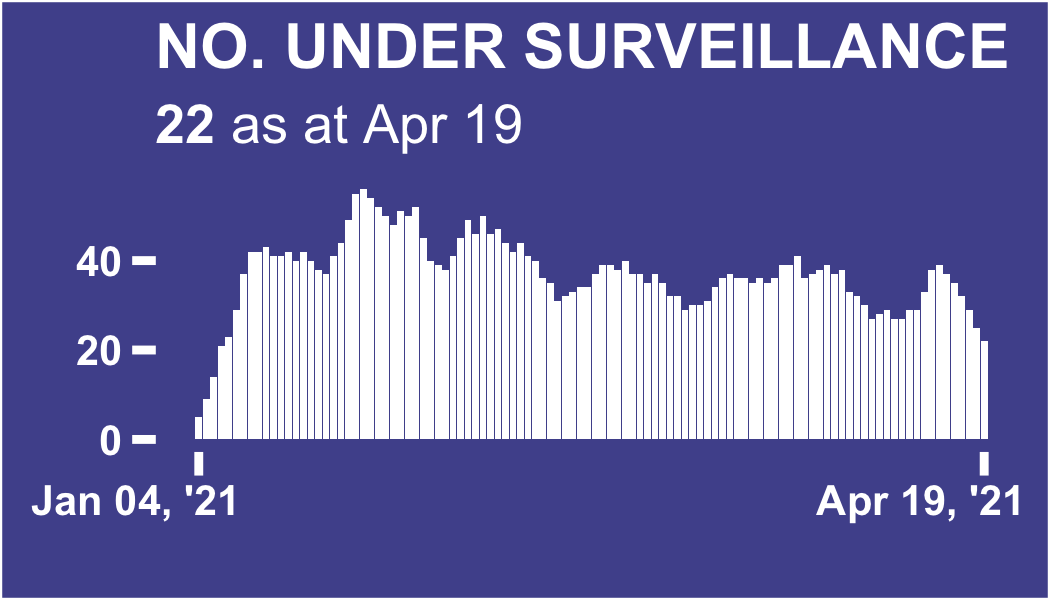 NO. UNDER SURVEILLANCE
22 as at Apr 19
40
20
0
Jan 04, '21 Apr 19, '21